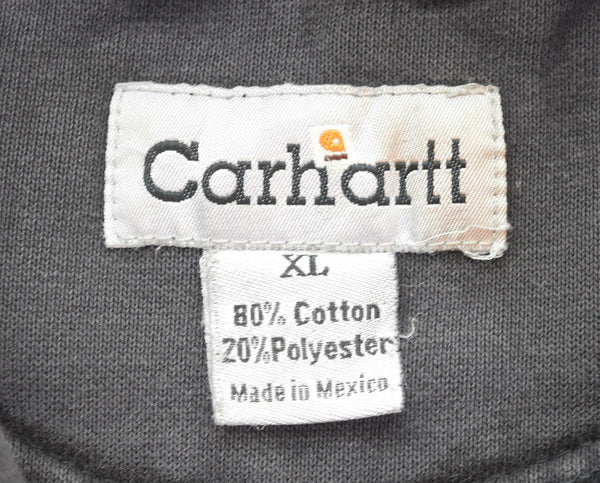 Carhartt
XL
80% Cotton
20%Polyester
Made in Mexico